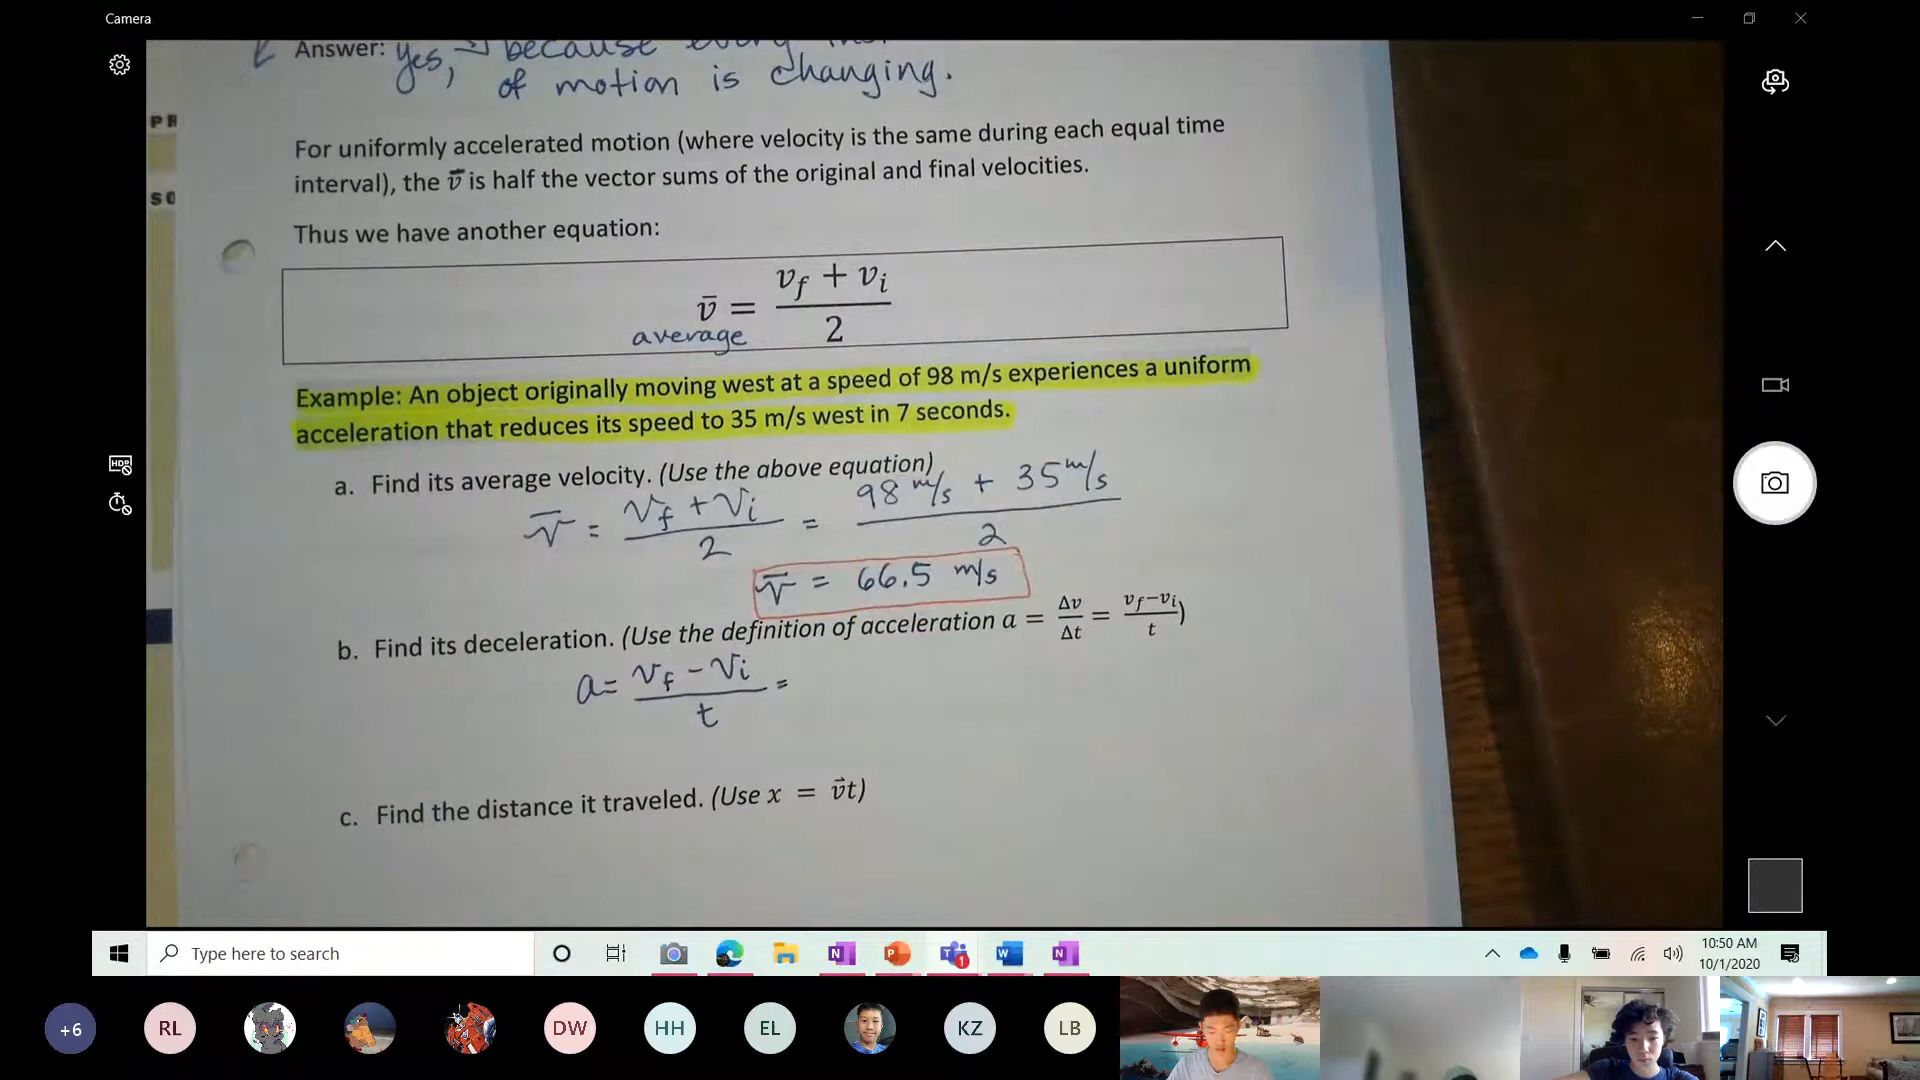 Camera
Answer: yes, → because every
of motion is changing.
PR
For uniformly accelerated motion (where velocity is the same during each equal time
SO
interval), the v̄ is half the vector sums of the original and final velocities.
Thus we have another equation:
v̄ = (v_f + v_i)/2
average
Example: An object originally moving west at a speed of 98 m/s experiences a uniform
acceleration that reduces its speed to 35 m/s west in 7 seconds.
a. Find its average velocity. (Use the above equation)
v̄ = (v_f + v_i)/2 = (98 m/s + 35 m/s)/2
v̄ = 66.5 m/s
b. Find its deceleration. (Use the definition of acceleration a = Δv/Δt = (v_f−v_i)/t)
a = (v_f − v_i)/t =
c. Find the distance it traveled. (Use x = v⃗t)
HDR
Type here to search
10:50 AM
10/1/2020
+6
RL
DW
HH
EL
KZ
LB